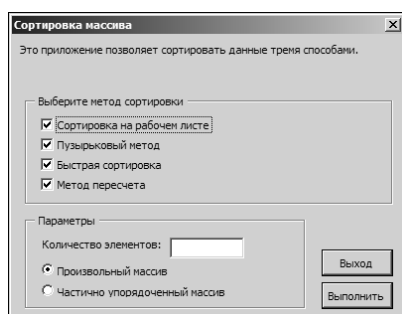 Сортировка массива
Это приложение позволяет сортировать данные тремя способами.
Выберите метод сортировки
Сортировка на рабочем листе
Пузырьковый метод
Быстрая сортировка
Метод пересчета
Параметры
Количество элементов:
Произвольный массив
Частично упорядоченный массив
Выход
Выполнить